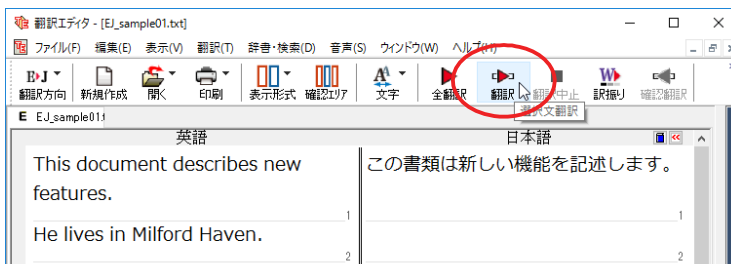 翻訳エディタ - [EJ_sample01.txt]
ファイル(F) 編集(E) 表示(V) 翻訳(T) 辞書・検索(D) 音声(S) ウィンドウ(W) ヘルプ(H)
E▸J
翻訳方向 新規作成 開く 印刷 表示形式 確認エリア 文字 全翻訳 翻訳 翻訳中止 訳振り 確認翻訳
選択文翻訳
E EJ_sample01.t
英語 日本語
This document describes new
features.
1
この書類は新しい機能を記述します。
1
He lives in Milford Haven.
2
2